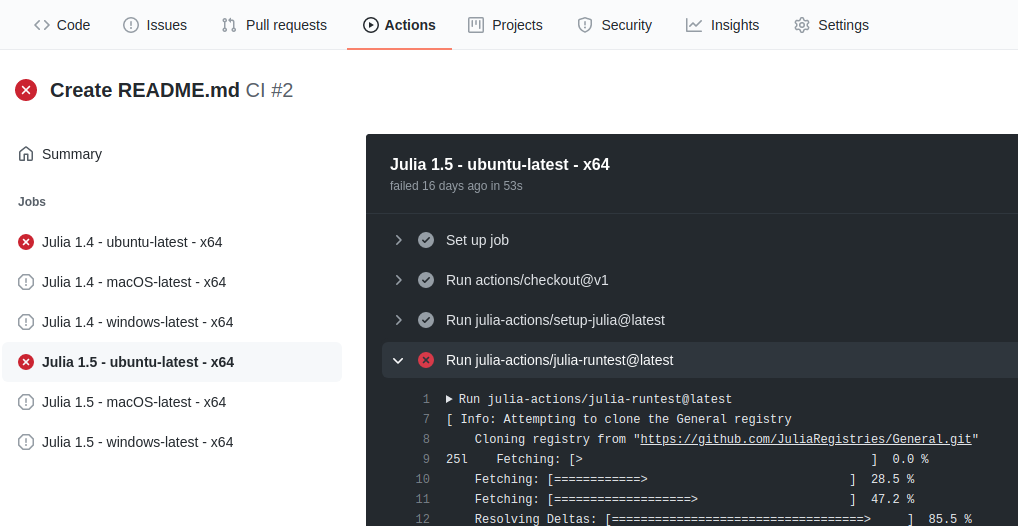 Code Issues Pull requests Actions Projects Security Insights Settings
Create README.md CI #2
Summary
Jobs
Julia 1.4 - ubuntu-latest - x64
Julia 1.4 - macOS-latest - x64
Julia 1.4 - windows-latest - x64
Julia 1.5 - ubuntu-latest - x64
Julia 1.5 - macOS-latest - x64
Julia 1.5 - windows-latest - x64
Julia 1.5 - ubuntu-latest - x64
failed 16 days ago in 53s
Set up job
Run actions/checkout@v1
Run julia-actions/setup-julia@latest
Run julia-actions/julia-runtest@latest
1 Run julia-actions/julia-runtest@latest
7 [ Info: Attempting to clone the General registry
8     Cloning registry from "https://github.com/JuliaRegistries/General.git"
9 25l    Fetching: [>                                        ]  0.0 %
10     Fetching: [============>                            ]  28.5 %
11     Fetching: [===================>                     ]  47.2 %
12     Resolving Deltas: [===================================>     ]  85.5 %